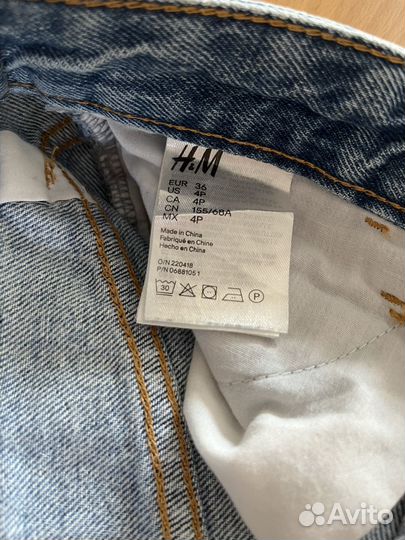 H&M
EUR 36
US 4P
CA 4P
CN 155/68A
MX 4P
Made in China
Fabriqué en Chine
Hecho en China
O/N 220418
P/N 06881051
30
P
Avito